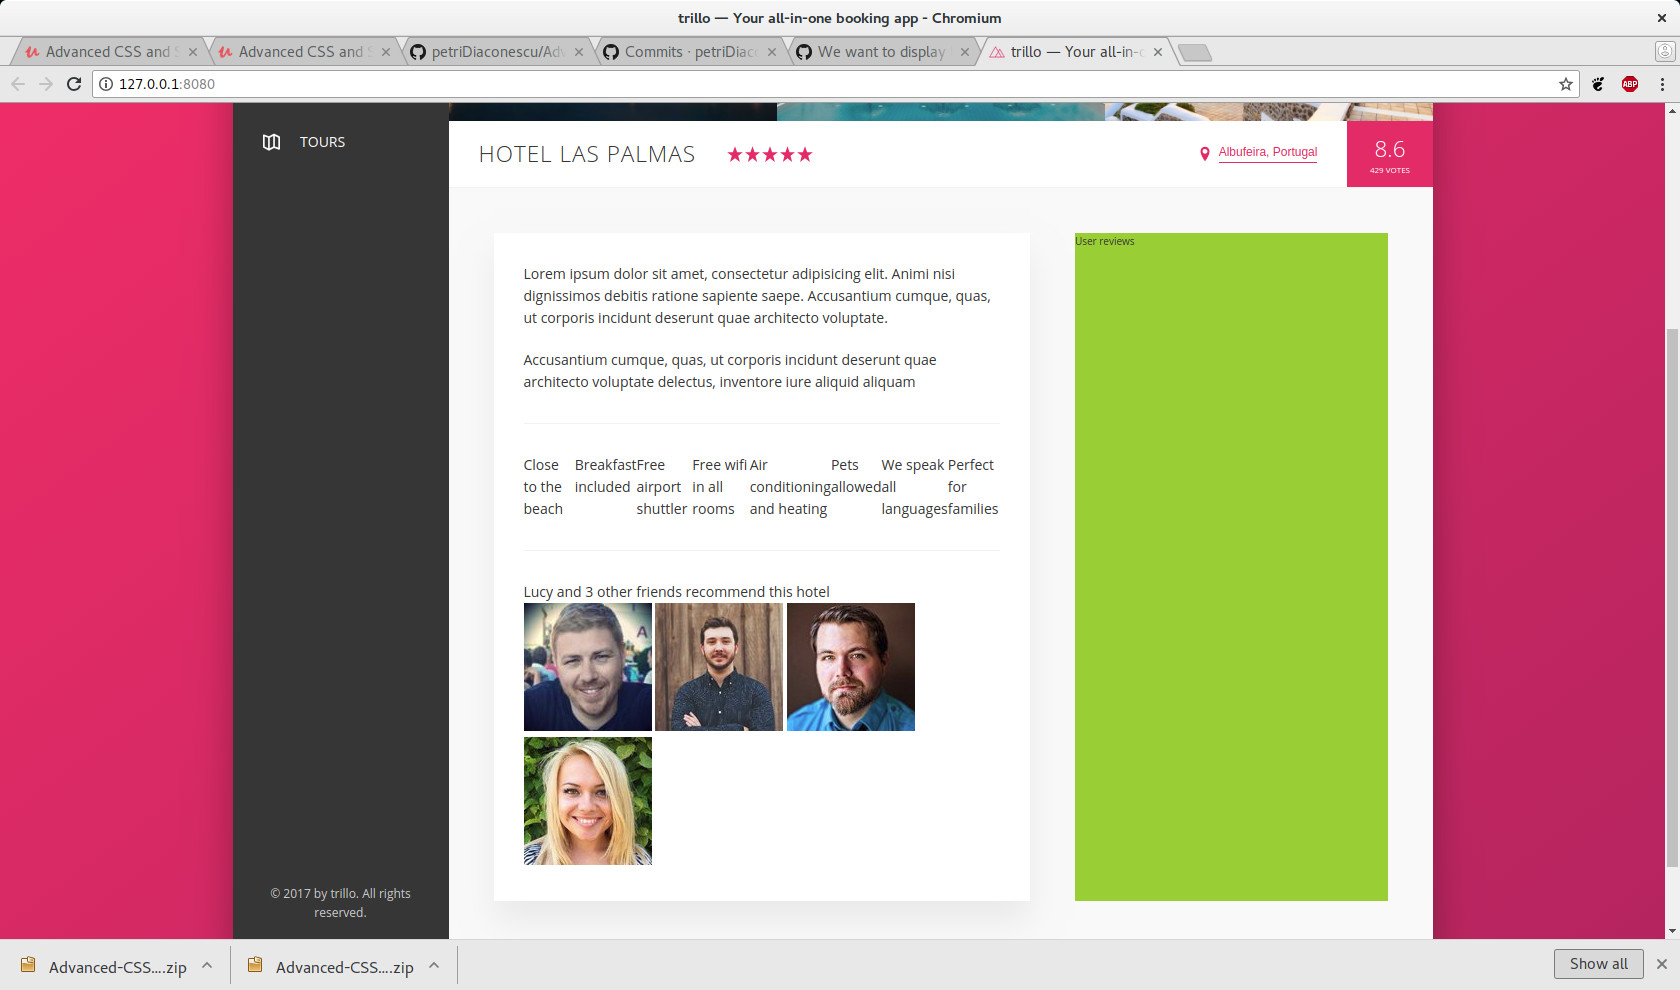 trillo — Your all-in-one booking app - Chromium
Advanced CSS and S
Advanced CSS and S
petriDiaconescu/Adv
Commits · petriDiac
We want to display
trillo — Your all-in-o
127.0.0.1:8080
ABP
TOURS
HOTEL LAS PALMAS
Albufeira, Portugal
8.6
429 VOTES
Lorem ipsum dolor sit amet, consectetur adipisicing elit. Animi nisi
dignissimos debitis ratione sapiente saepe. Accusantium cumque, quas,
ut corporis incidunt deserunt quae architecto voluptate.
Accusantium cumque, quas, ut corporis incidunt deserunt quae
architecto voluptate delectus, inventore iure aliquid aliquam
Close
to the
beach
Breakfast
included
Free
airport
shuttler
Free wifi
in all
rooms
Air
conditioning
and heating
Pets
allowed
We speak
all
languages
Perfect
for
families
Lucy and 3 other friends recommend this hotel
User reviews
© 2017 by trillo. All rights
reserved.
Advanced-CSS....zip
Advanced-CSS....zip
Show all